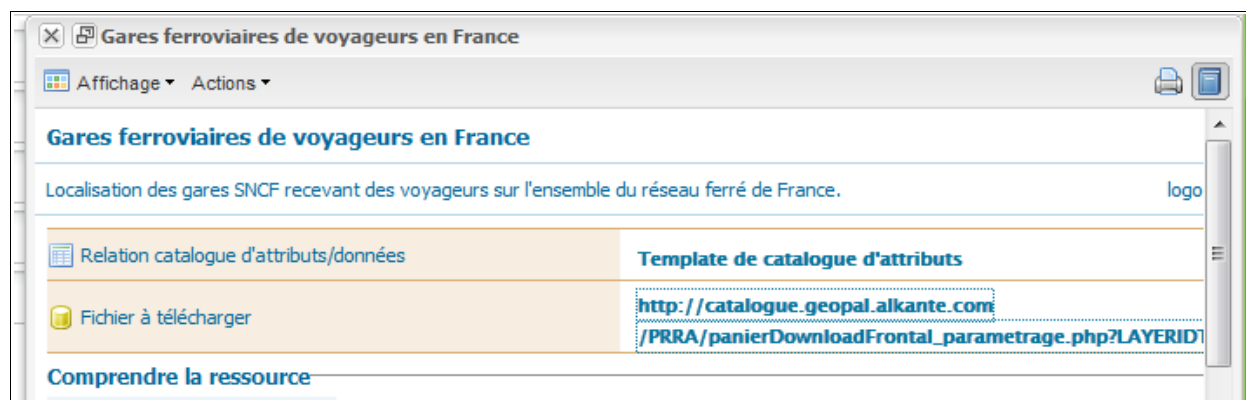 Gares ferroviaires de voyageurs en France
Affichage Actions
Gares ferroviaires de voyageurs en France
Localisation des gares SNCF recevant des voyageurs sur l'ensemble du réseau ferré de France. logo
Relation catalogue d'attributs/données Template de catalogue d'attributs
Fichier à télécharger http://catalogue.geopal.alkante.com
/PRRA/panierDownloadFrontal_parametrage.php?LAYERIDT
Comprendre la ressource